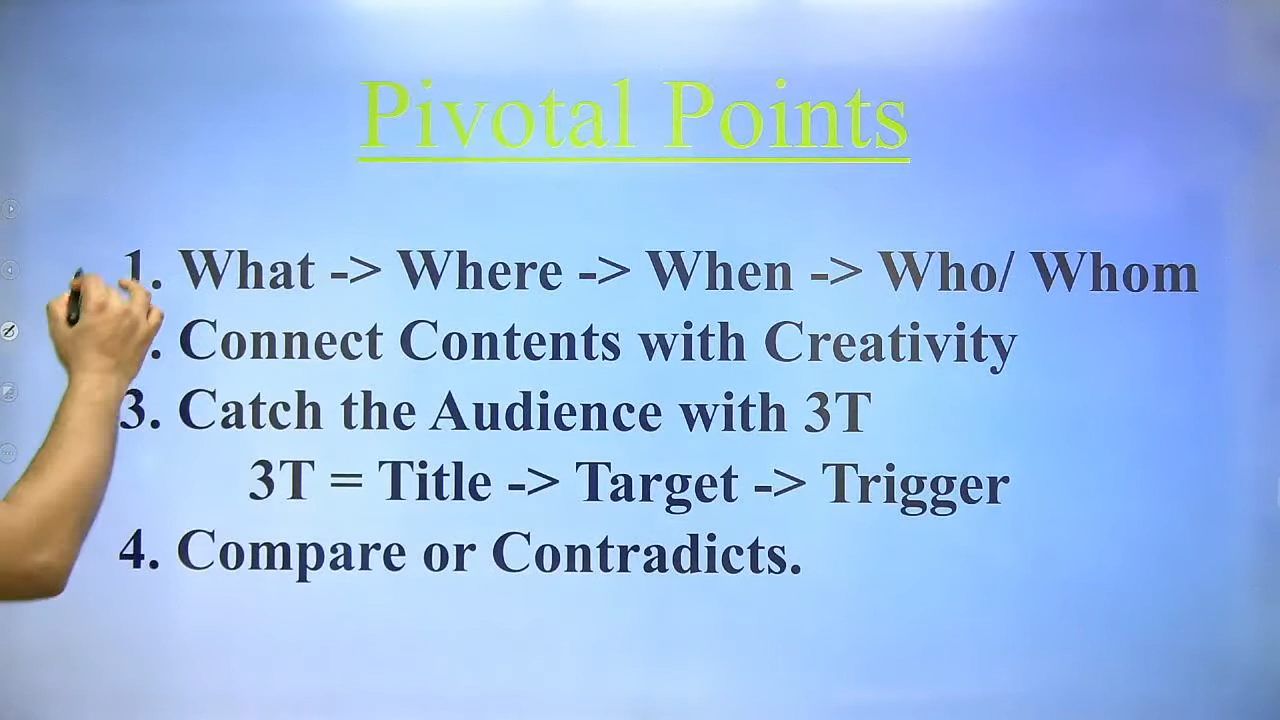 Pivotal Points
1. What -> Where -> When -> Who/ Whom
. Connect Contents with Creativity
3. Catch the Audience with 3T
3T = Title -> Target -> Trigger
4. Compare or Contradicts.